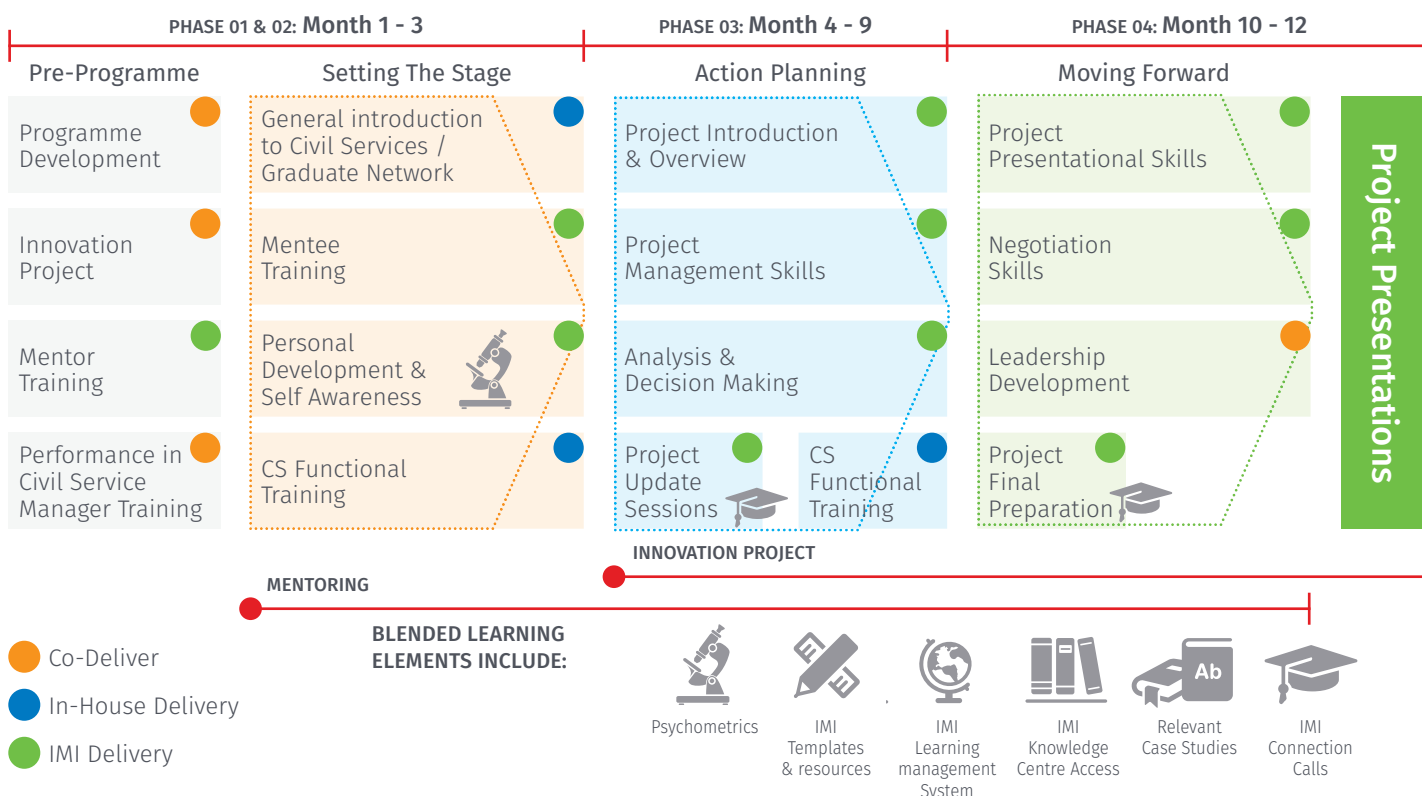 PHASE 01 & 02: Month 1 - 3
PHASE 03: Month 4 - 9
PHASE 04: Month 10 - 12
Pre-Programme
Setting The Stage
Action Planning
Moving Forward
Programme
Development
Innovation
Project
Mentor
Training
Performance in
Civil Service
Manager Training
General introduction
to Civil Services /
Graduate Network
Mentee
Training
Personal
Development &
Self Awareness
CS Functional
Training
Project Introduction
& Overview
Project
Management Skills
Analysis &
Decision Making
Project
Update
Sessions
CS
Functional
Training
Project
Presentational Skills
Negotiation
Skills
Leadership
Development
Project
Final
Preparation
Project Presentations
INNOVATION PROJECT
MENTORING
BLENDED LEARNING
ELEMENTS INCLUDE:
Co-Deliver
In-House Delivery
IMI Delivery
Psychometrics
IMI
Templates
& resources
IMI
Learning
management
System
IMI
Knowledge
Centre Access
Ab
Relevant
Case Studies
IMI
Connection
Calls